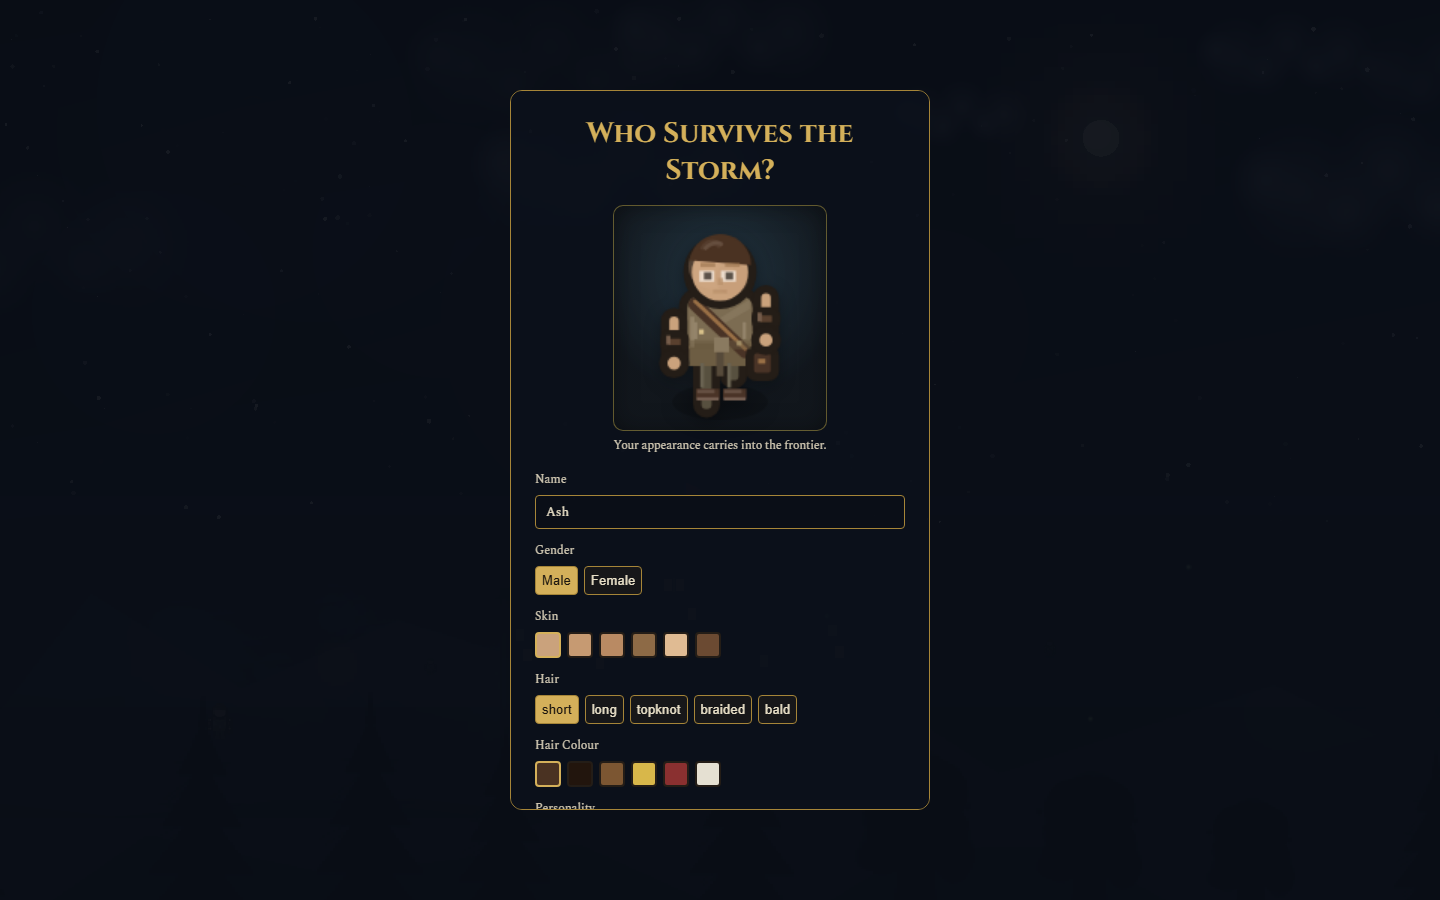 Who Survives the
Storm?
Your appearance carries into the frontier.
Name
Ash
Gender
Male Female
Skin
Hair
short long topknot braided bald
Hair Colour
Personality